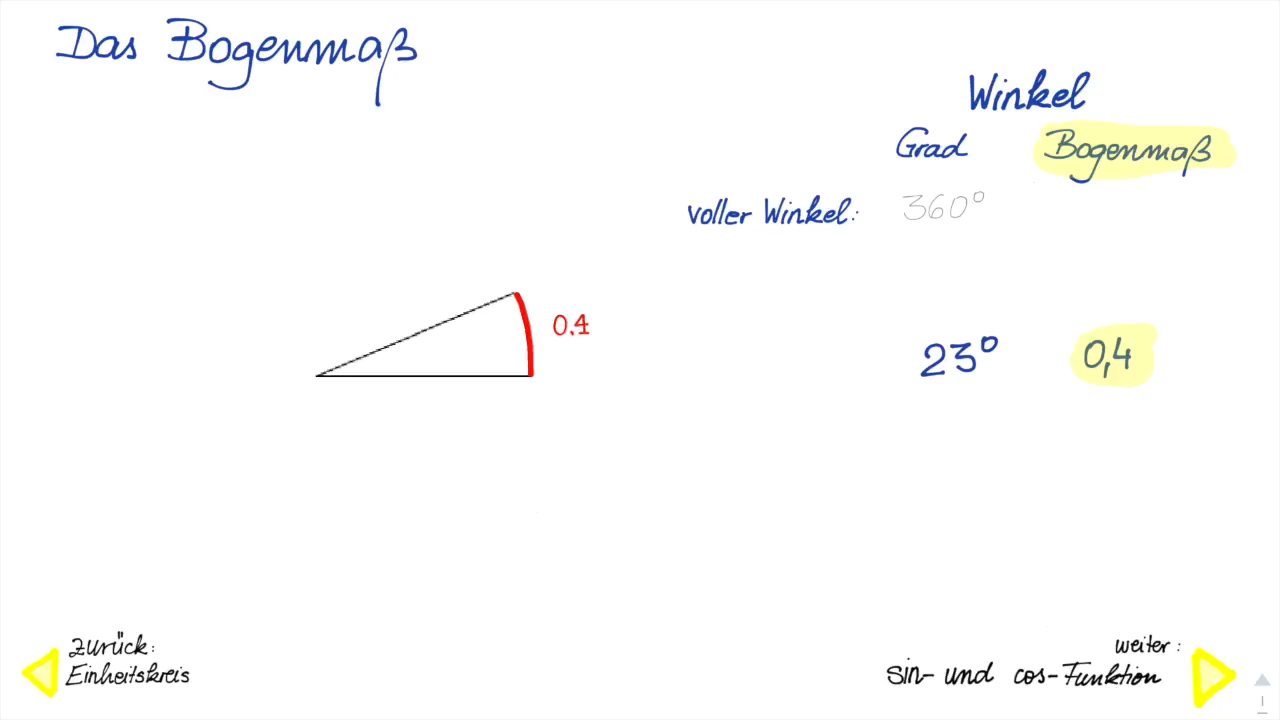 Das Bogenmaß
Winkel
Grad Bogenmaß
voller Winkel: 360°
0.4
23° 0,4
zurück:
Einheitskreis
weiter:
sin- und cos-Funktion